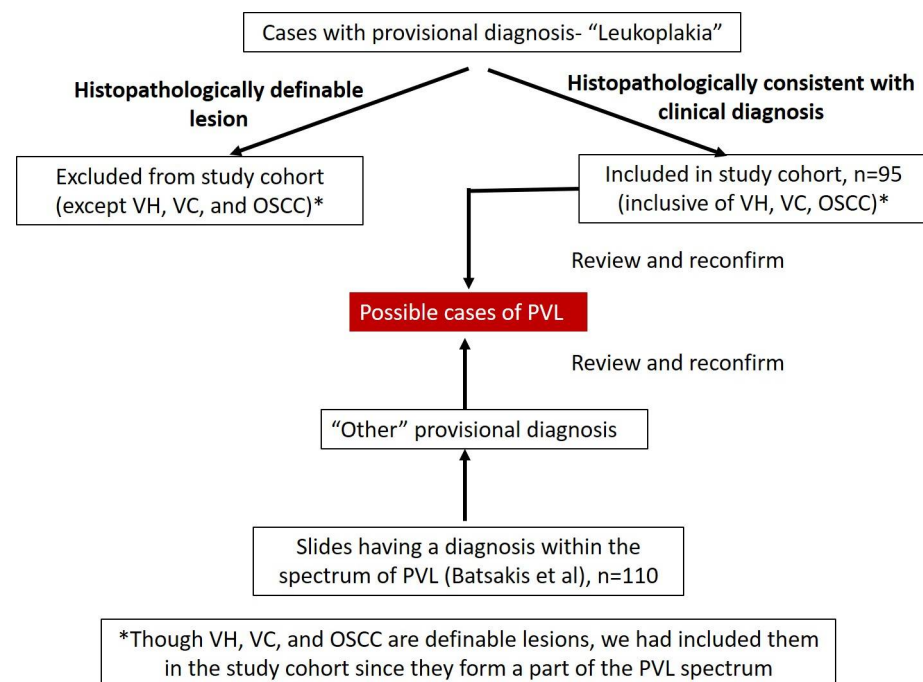 Cases with provisional diagnosis- “Leukoplakia”
Histopathologically definable
lesion
Histopathologically consistent with
clinical diagnosis
Excluded from study cohort
(except VH, VC, and OSCC)*
Included in study cohort, n=95
(inclusive of VH, VC, OSCC)*
Review and reconfirm
Possible cases of PVL
Review and reconfirm
“Other” provisional diagnosis
Slides having a diagnosis within the
spectrum of PVL (Batsakis et al), n=110
*Though VH, VC, and OSCC are definable lesions, we had included them
in the study cohort since they form a part of the PVL spectrum